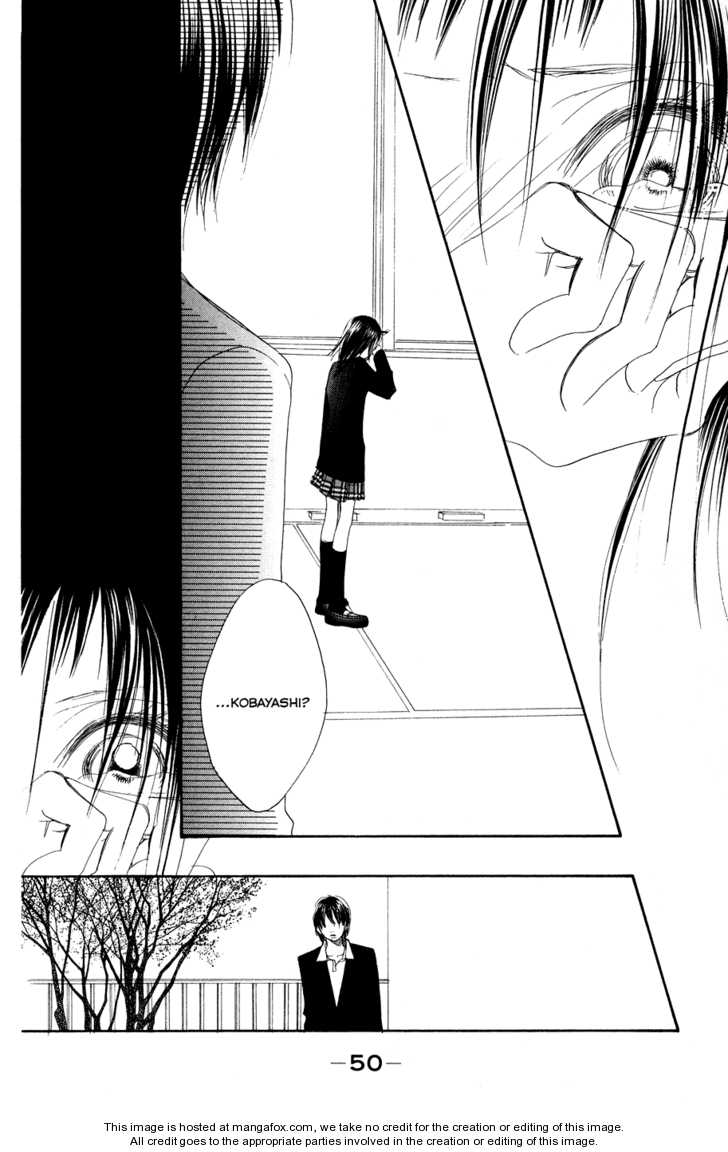 ...KOBAYASHI?
—50—
This image is hosted at mangafox.com, we take no credit for the creation or editing of this image.
All credit goes to the appropriate parties involved in the creation or editing of this image.